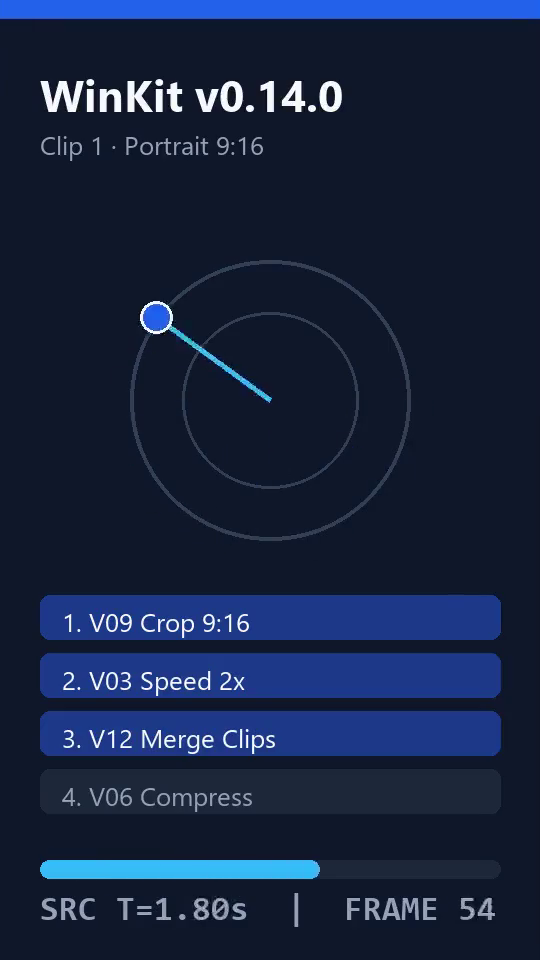 WinKit v0.14.0
Clip 1 · Portrait 9:16
1. V09 Crop 9:16
2. V03 Speed 2x
3. V12 Merge Clips
4. V06 Compress
SRC T=1.80s | FRAME 54